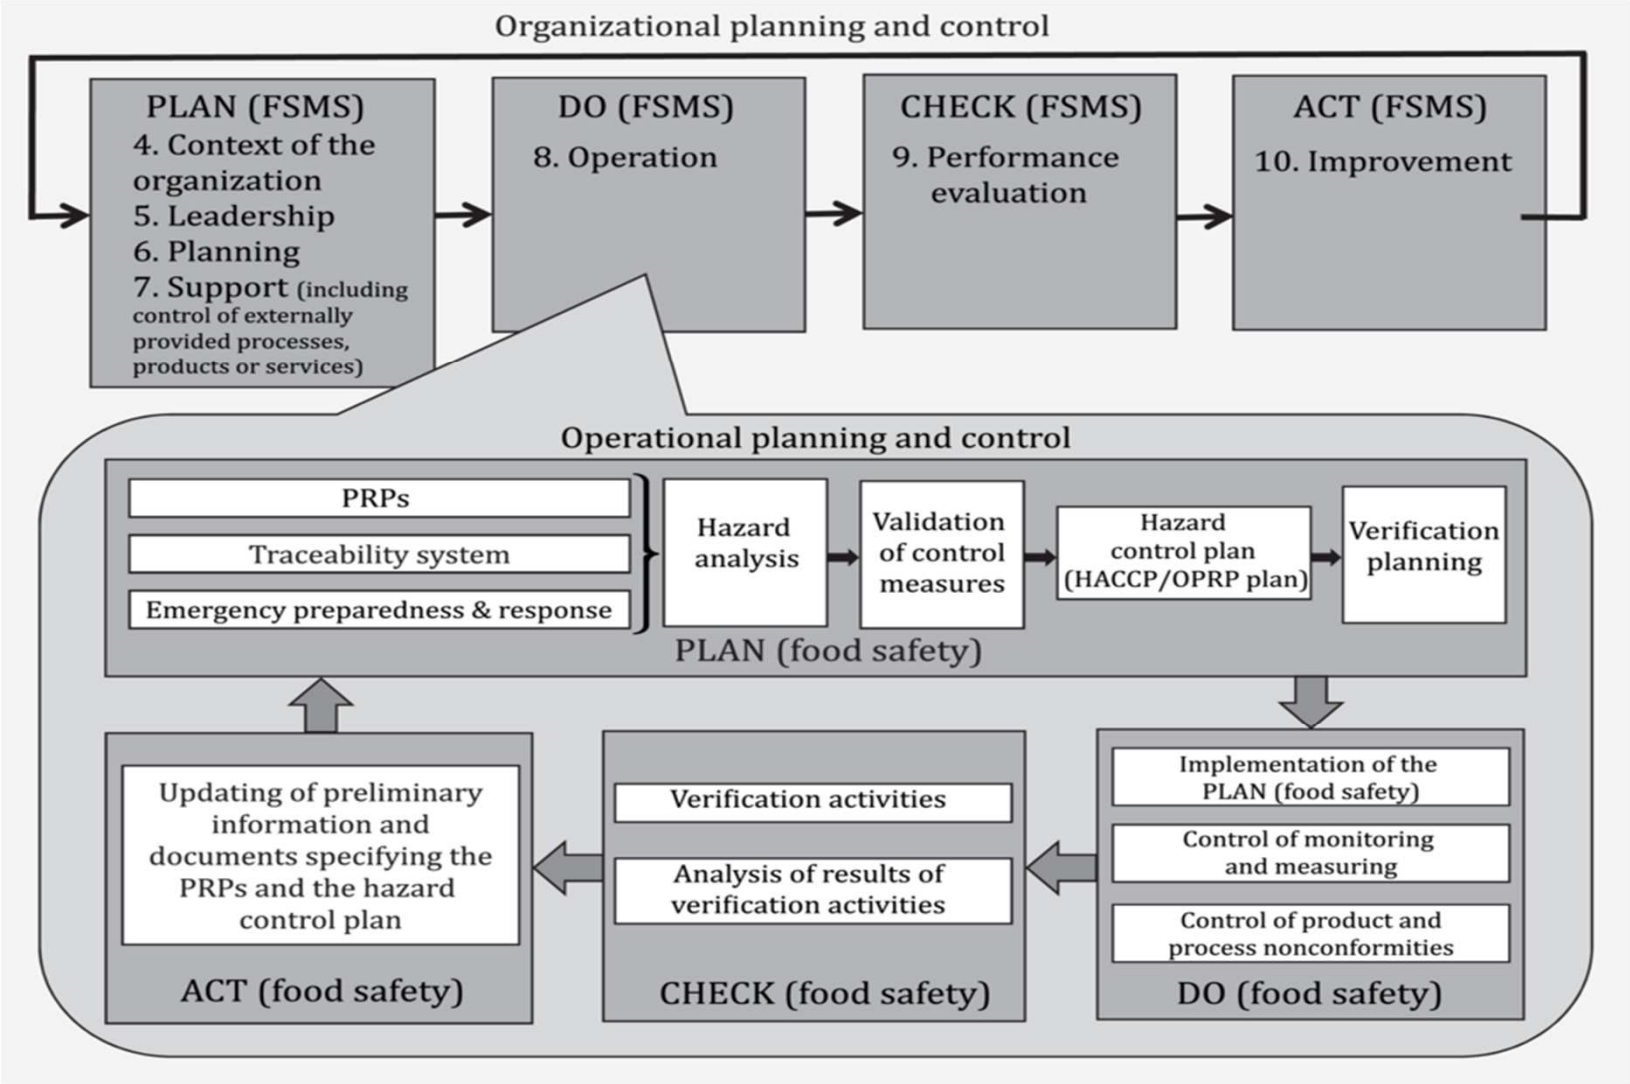 Organizational planning and control
PLAN (FSMS)
4. Context of the
organization
5. Leadership
6. Planning
7. Support (including
control of externally
provided processes,
products or services)
DO (FSMS)
8. Operation
CHECK (FSMS)
9. Performance
evaluation
ACT (FSMS)
10. Improvement
Operational planning and control
PRPs
Traceability system
Emergency preparedness & response
Hazard
analysis
Validation
of control
measures
Hazard
control plan
(HACCP/OPRP plan)
Verification
planning
PLAN (food safety)
Implementation of the
PLAN (food safety)
Control of monitoring
and measuring
Control of product and
process nonconformities
DO (food safety)
Verification activities
Analysis of results of
verification activities
CHECK (food safety)
Updating of preliminary
information and
documents specifying the
PRPs and the hazard
control plan
ACT (food safety)